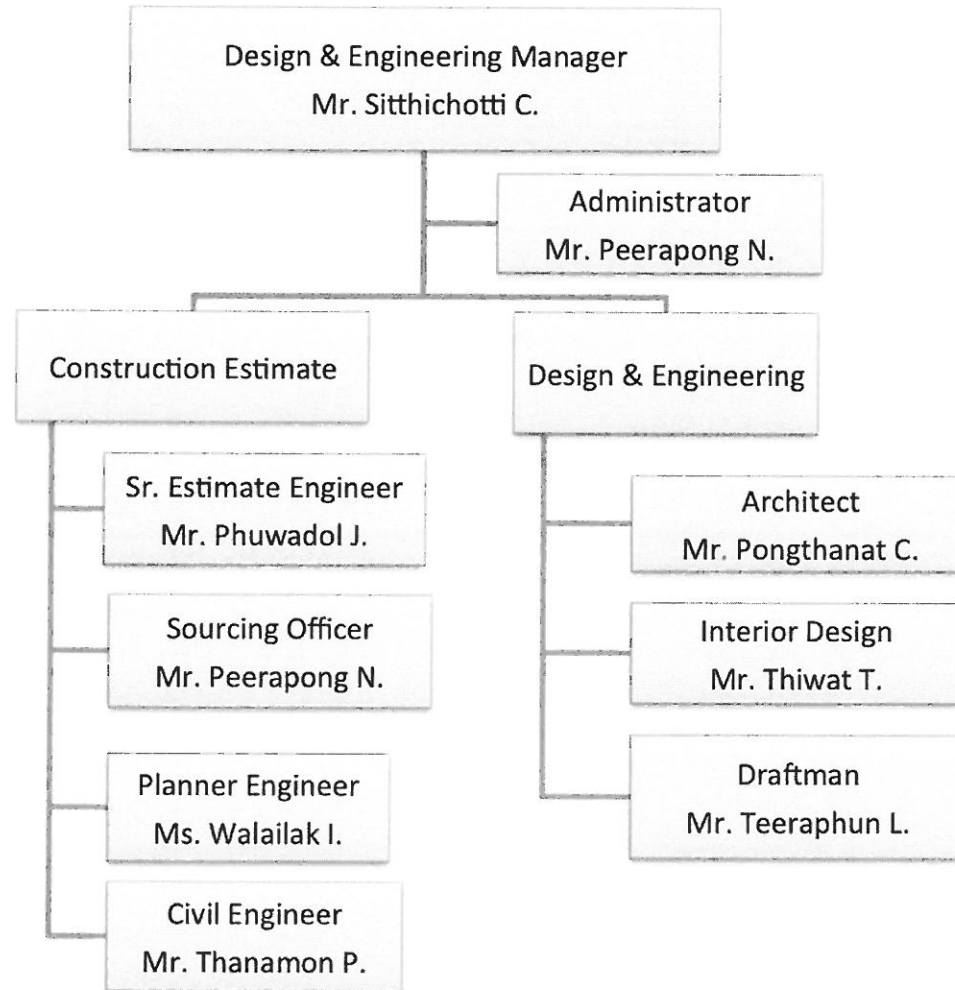 Design & Engineering Manager
Mr. Sitthichotti C.
Administrator
Mr. Peerapong N.
Construction Estimate
Design & Engineering
Sr. Estimate Engineer
Mr. Phuwadol J.
Sourcing Officer
Mr. Peerapong N.
Planner Engineer
Ms. Walailak I.
Civil Engineer
Mr. Thanamon P.
Architect
Mr. Pongthanat C.
Interior Design
Mr. Thiwat T.
Draftman
Mr. Teeraphun L.